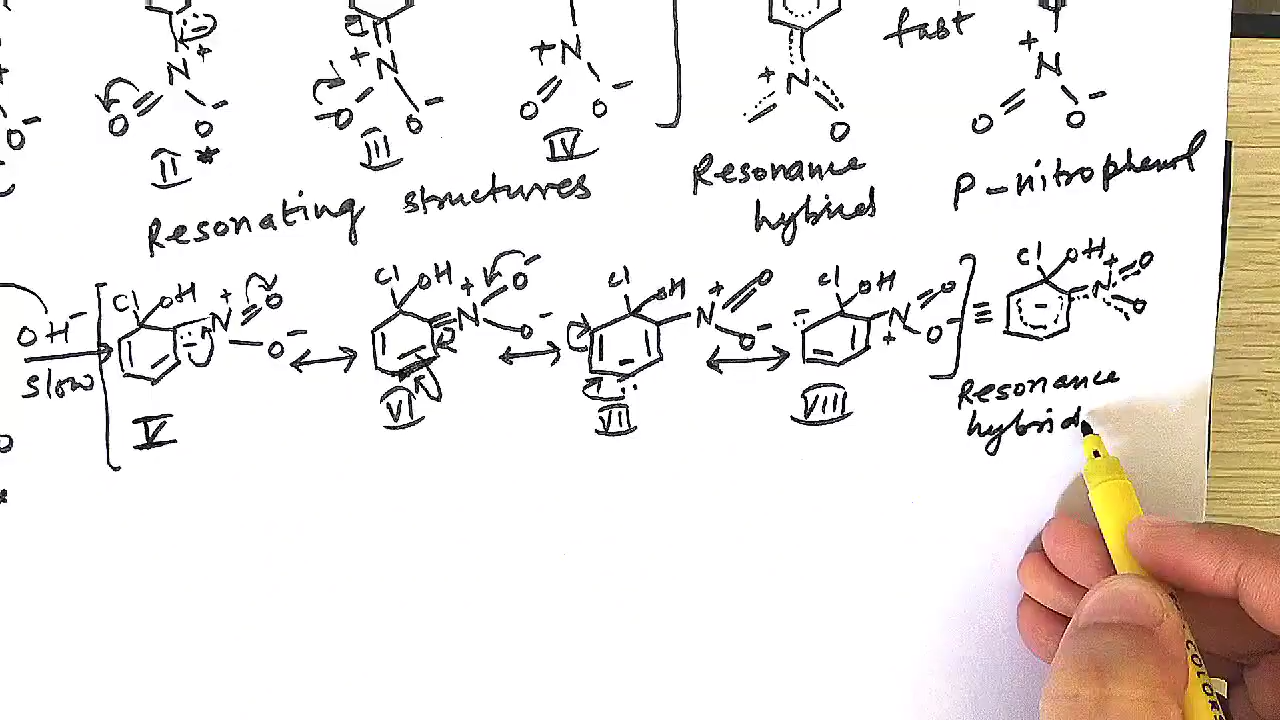 fast
+ N O O⁻
II *
+ N -O O⁻
III
+N O O⁻
IV
+ N O
+ N O O⁻
Resonating structures
Resonance
hybrid
P-nitrophenol
OH⁻
slow
Cl OH + N O O⁻
V
Cl OH + N O⁻ O⁻
VI
Cl OH + N O O⁻
VII
Cl OH N + O O⁻
VIII
≡
Cl OH + N O O
Resonance
hybrid